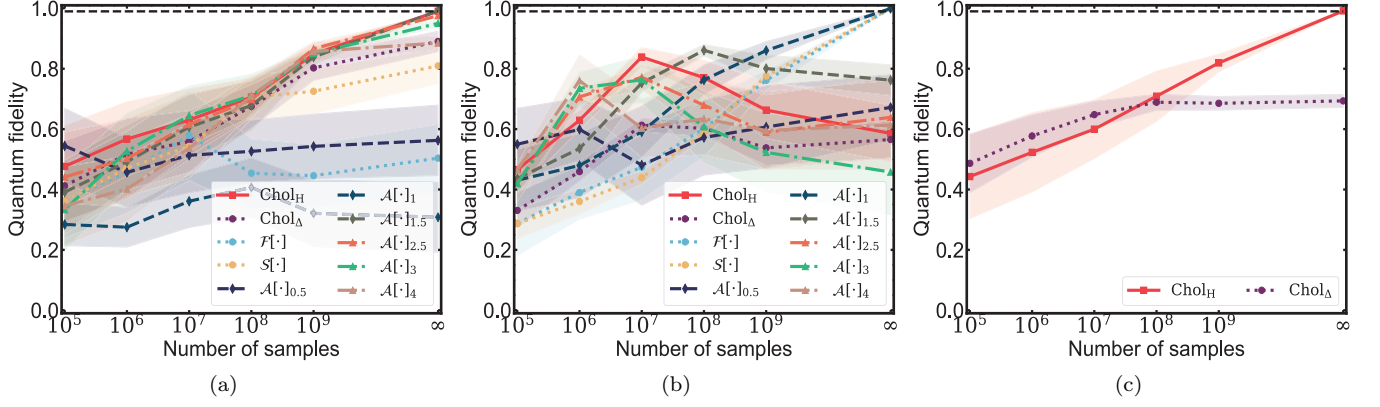 Quantum fidelity
1.0
0.8
0.6
0.4
0.2
0.0
Chol_H
Chol_Δ
ℱ[·]
𝒮[·]
𝒜[·]_0.5
𝒜[·]_1
𝒜[·]_1.5
𝒜[·]_2.5
𝒜[·]_3
𝒜[·]_4
10^5 10^6 10^7 10^8 10^9 ∞
Number of samples
(a)
Quantum fidelity
1.0
0.8
0.6
0.4
0.2
0.0
Chol_H
Chol_Δ
ℱ[·]
𝒮[·]
𝒜[·]_0.5
𝒜[·]_1
𝒜[·]_1.5
𝒜[·]_2.5
𝒜[·]_3
𝒜[·]_4
10^5 10^6 10^7 10^8 10^9 ∞
Number of samples
(b)
Quantum fidelity
1.0
0.8
0.6
0.4
0.2
0.0
Chol_H Chol_Δ
10^5 10^6 10^7 10^8 10^9 ∞
Number of samples
(c)